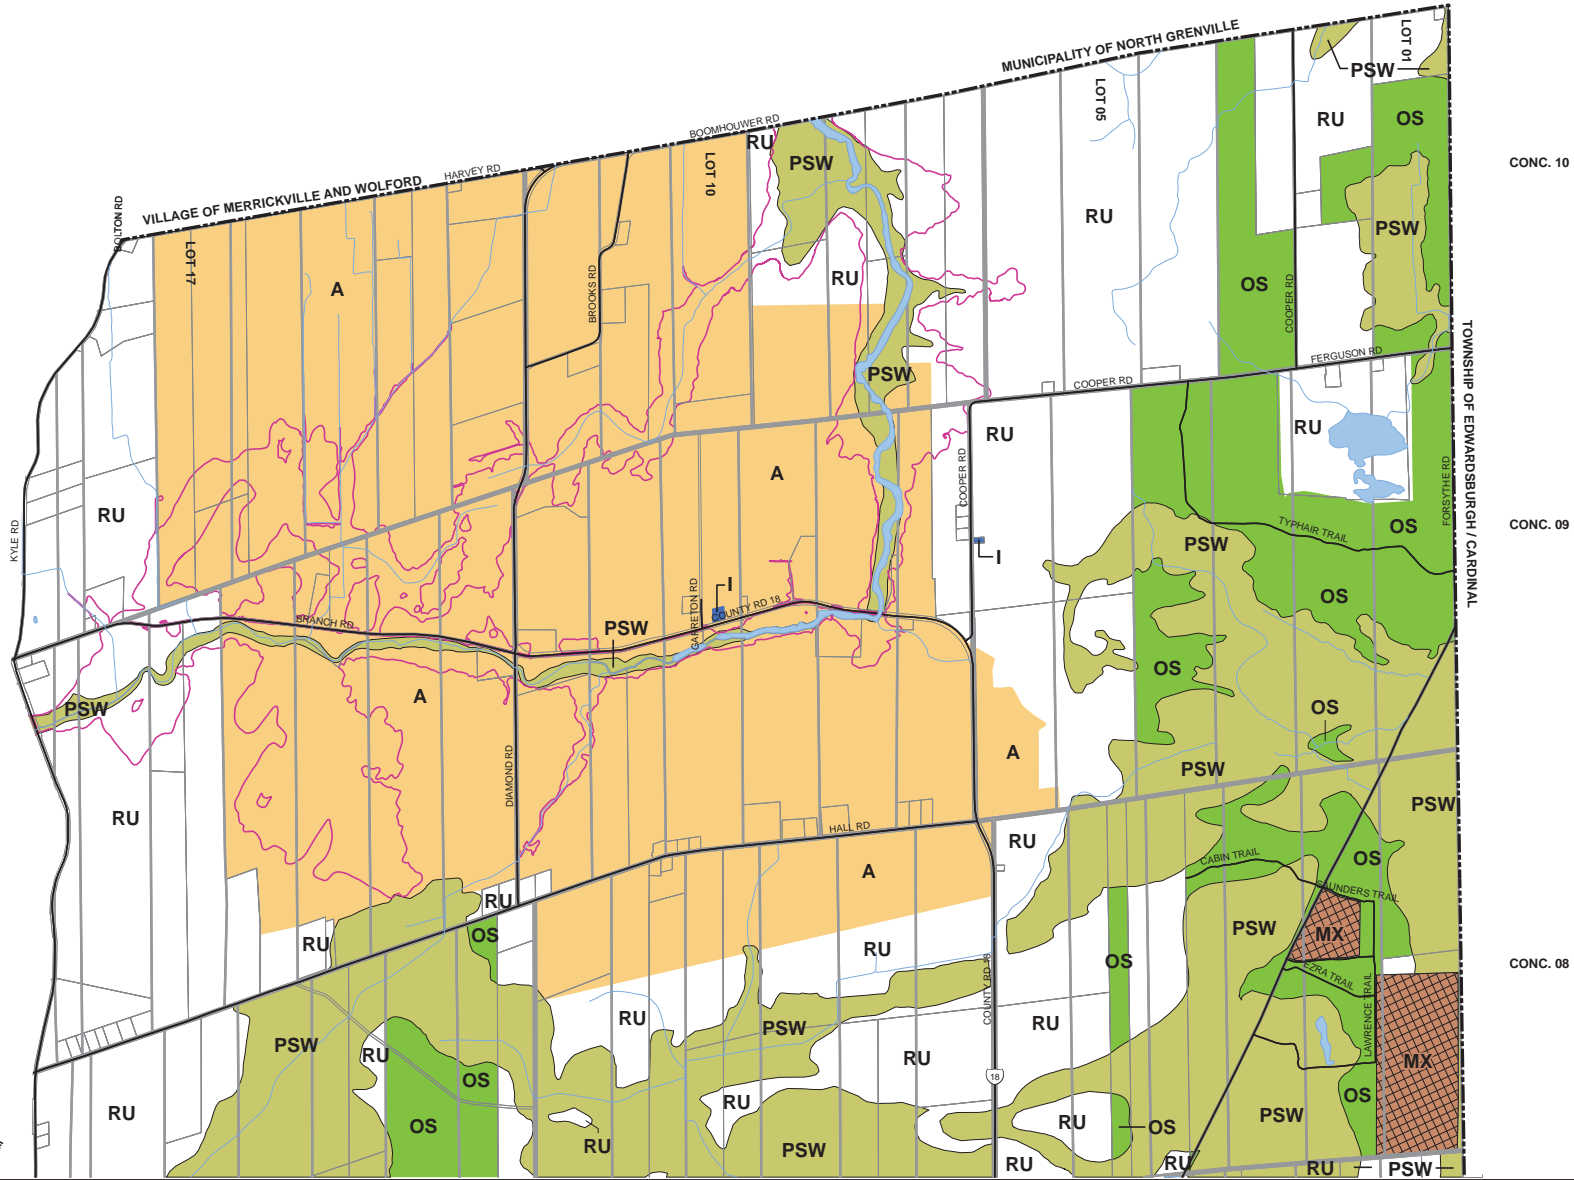 MUNICIPALITY OF NORTH GRENVILLE
LOT 01
PSW
LOT 05
RU
OS
BOOMHOUWER RD
RU
PSW
LOT 10
CONC. 10
HARVEY RD
VILLAGE OF MERRICKVILLE AND WOLFORD
BOLTON RD
LOT 17
RU
PSW
A
BROOKS RD
RU
OS
COOPER RD
TOWNSHIP OF EDWARDSBURGH / CARDINAL
FERGUSON RD
PSW
COOPER RD
RU
RU
A
COOPER RD
FORSYTHE RD
RU
KYLE RD
TYPHAIR TRAIL
OS
CONC. 09
PSW
I
I
GARRETON RD
COUNTY RD 18
OS
BRANCH RD
PSW
OS
A
PSW
OS
A
DIAMOND RD
PSW
PSW
RU
HALL RD
RU
CABIN TRAIL
OS
A
SAUNDERS TRAIL
RU
OS
RU
RU
PSW
MX
OS
EZRA TRAIL
CONC. 08
COUNTY RD 18
LAWRENCE TRAIL
RU
PSW
RU
PSW
RU
RU
MX
OS
18
OS
RU
RU
OS
RU
PSW
RU
OS
RU
PSW
RU
RU
RU
PSW